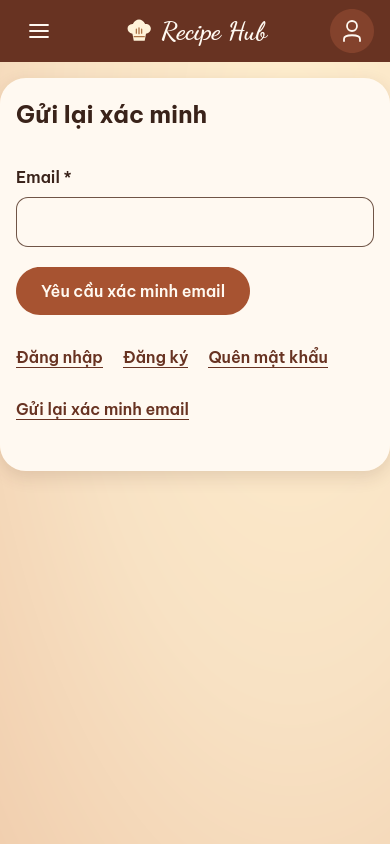 Recipe Hub
Gửi lại xác minh
Email *
Yêu cầu xác minh email
Đăng nhập Đăng ký Quên mật khẩu
Gửi lại xác minh email